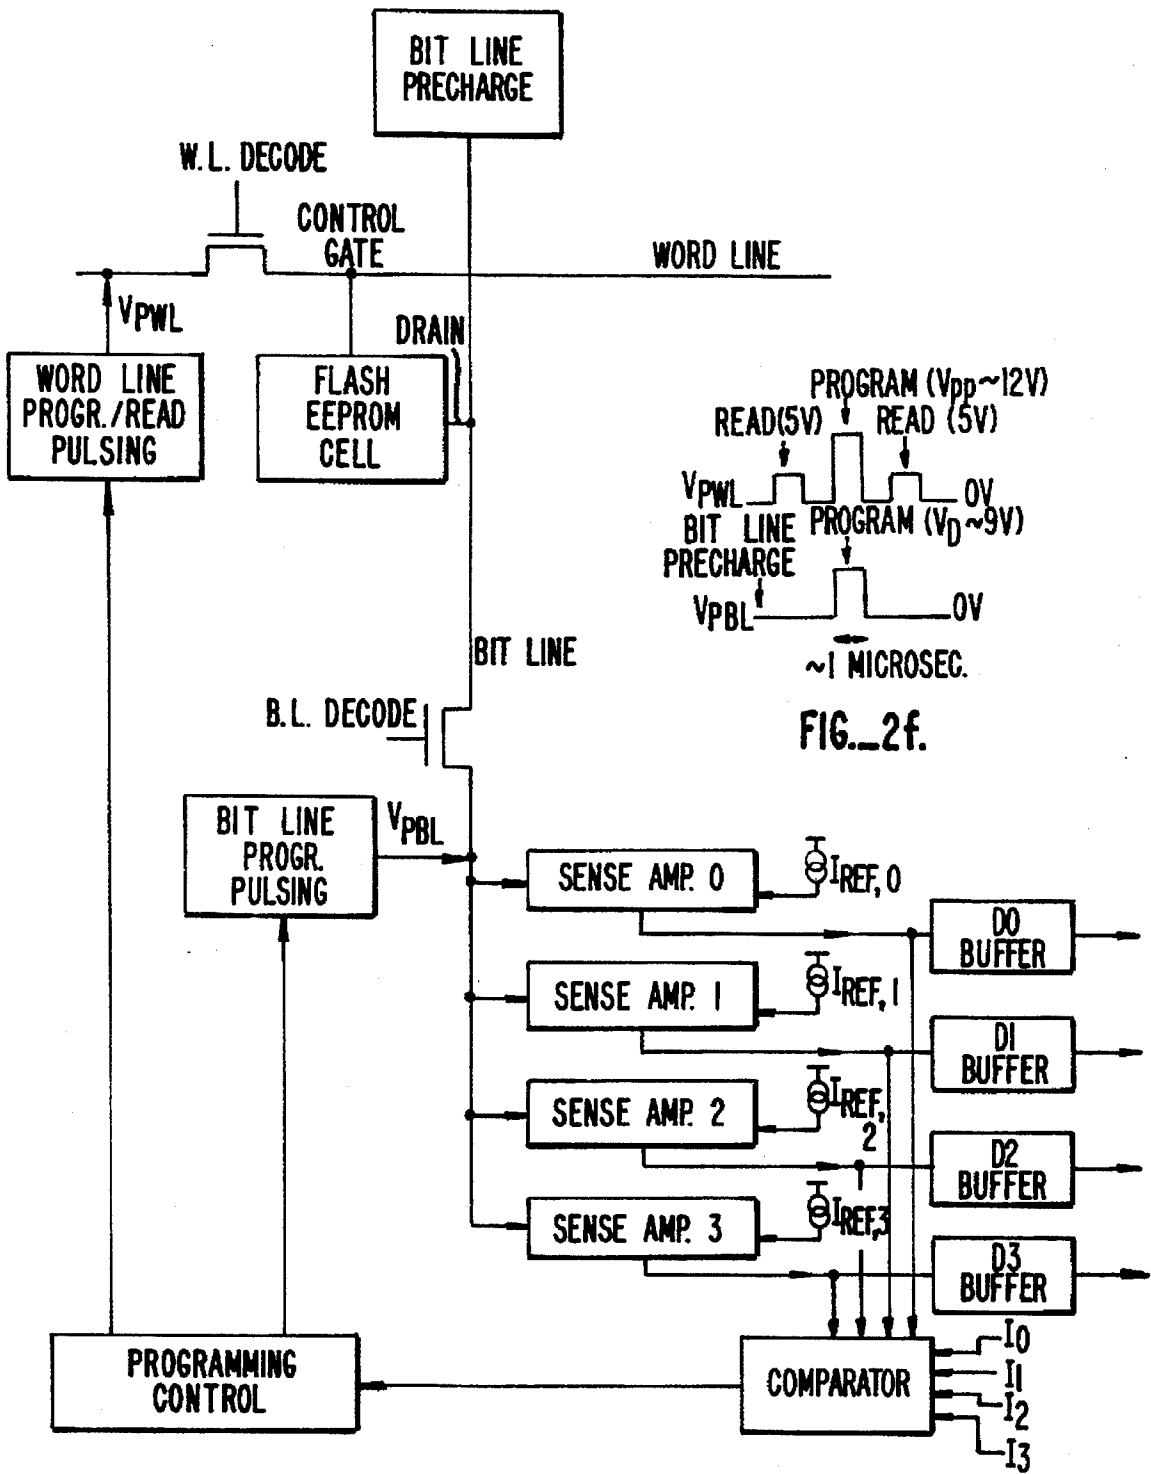 BIT LINE
PRECHARGE
W.L. DECODE
CONTROL
GATE
WORD LINE
VPWL
DRAIN
WORD LINE
PROGR./READ
PULSING
FLASH
EEPROM
CELL
PROGRAM (Vpp~12V)
READ(5V)
READ (5V)
VPWL
0V
BIT LINE
PRECHARGE
PROGRAM (VD~9V)
VPBL
0V
~1 MICROSEC.
FIG._2f.
BIT LINE
B.L. DECODE
BIT LINE
PROGR.
PULSING
VPBL
SENSE AMP. 0
IREF, 0
D0
BUFFER
SENSE AMP. 1
IREF, 1
D1
BUFFER
SENSE AMP. 2
IREF,
2
D2
BUFFER
SENSE AMP. 3
IREF,3
D3
BUFFER
PROGRAMMING
CONTROL
COMPARATOR
I0
I1
I2
I3